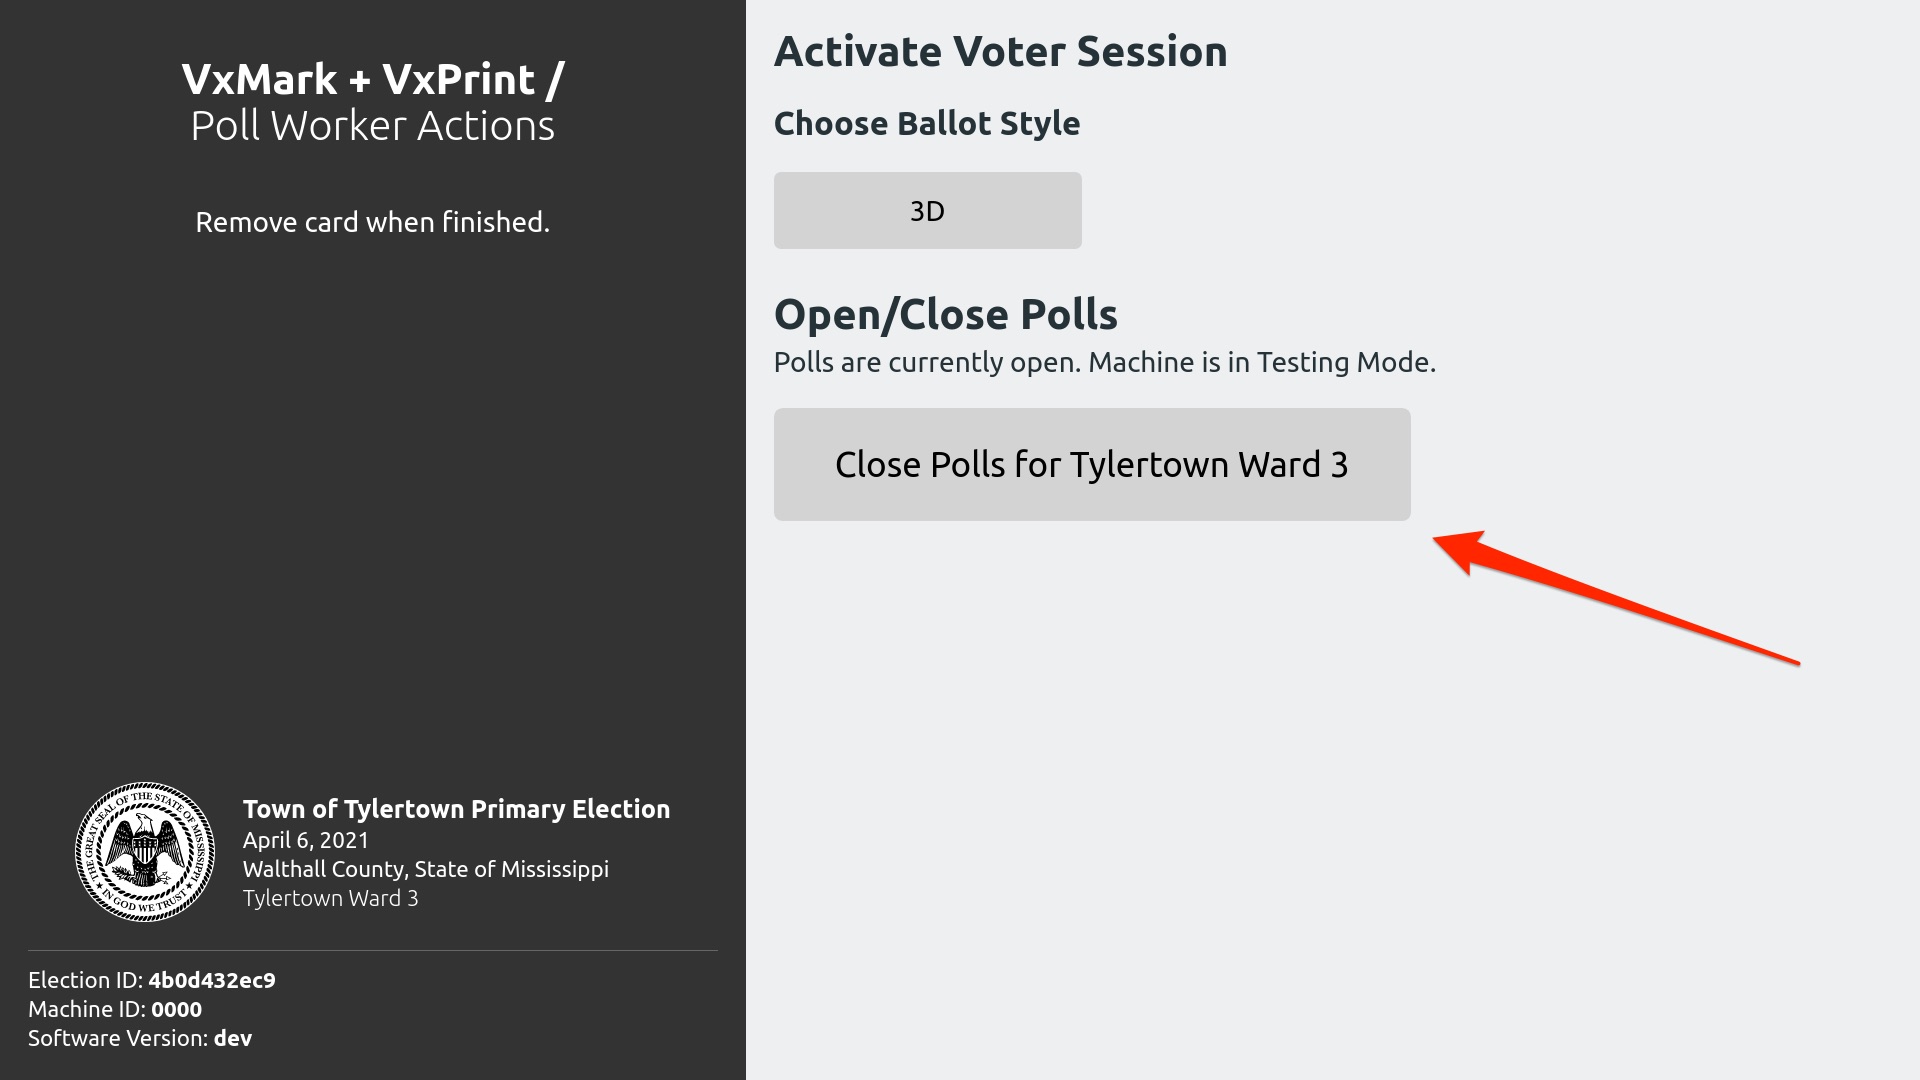 VxMark + VxPrint /
Poll Worker Actions
Remove card when finished.
THE GREAT SEAL OF THE STATE OF MISSISSIPPI
IN GOD WE TRUST
Town of Tylertown Primary Election
April 6, 2021
Walthall County, State of Mississippi
Tylertown Ward 3
Election ID: 4b0d432ec9
Machine ID: 0000
Software Version: dev
Activate Voter Session
Choose Ballot Style
3D
Open/Close Polls
Polls are currently open. Machine is in Testing Mode.
Close Polls for Tylertown Ward 3